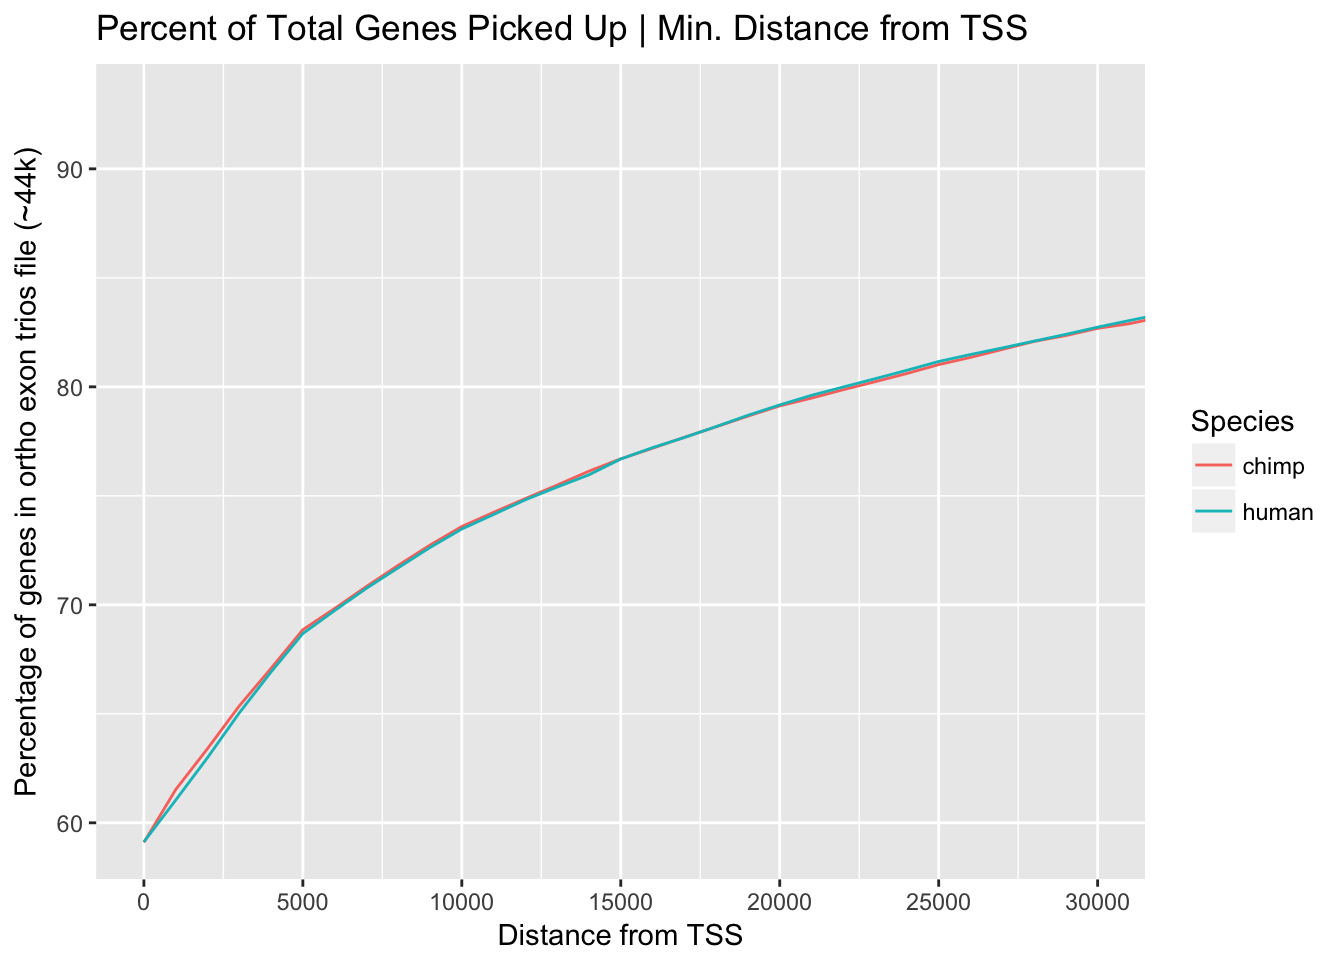 Percent of Total Genes Picked Up | Min. Distance from TSS
Percentage of genes in ortho exon trios file (~44k)
90
80
70
60
0 5000 10000 15000 20000 25000 30000
Distance from TSS
Species
chimp
human